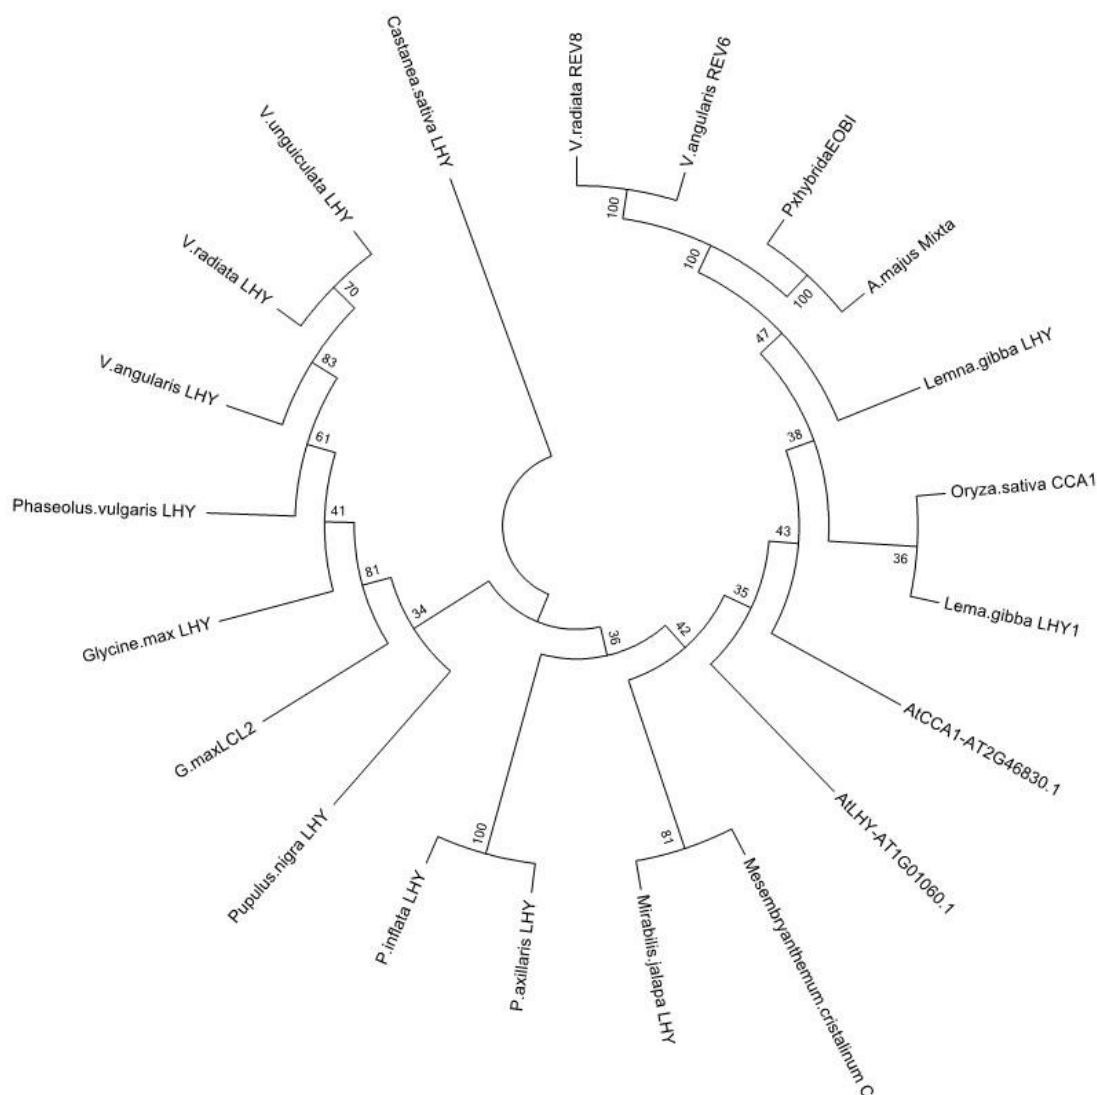 Castanea.sativa LHY
V.radiata REV8
V.angularis REV6
PxhybridaEOBI
A.majus Mixta
Lemna.gibba LHY
Oryza.sativa CCA1
Lema.gibba LHY1
AtCCA1-AT2G46830.1
AtLHY-AT1G01060.1
Mesembryanthemum.cristalinum C
Mirabilis.jalapa LHY
P.axillaris LHY
P.inflata LHY
Pupulus.nigra LHY
G.maxLCL2
Glycine.max LHY
Phaseolus.vulgaris LHY
V.angularis LHY
V.radiata LHY
V.unguiculata LHY
100
100
100
47
38
36
43
35
42
81
36
100
34
81
41
61
83
70